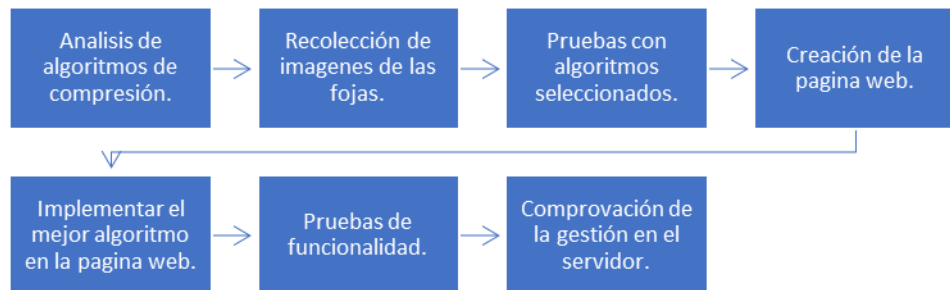 Analisis de
algoritmos de
compresión.
Recolección de
imagenes de las
fojas.
Pruebas con
algoritmos
seleccionados.
Creación de la
pagina web.
Implementar el
mejor algoritmo
en la pagina web.
Pruebas de
funcionalidad.
Comprovación de
la gestión en el
servidor.